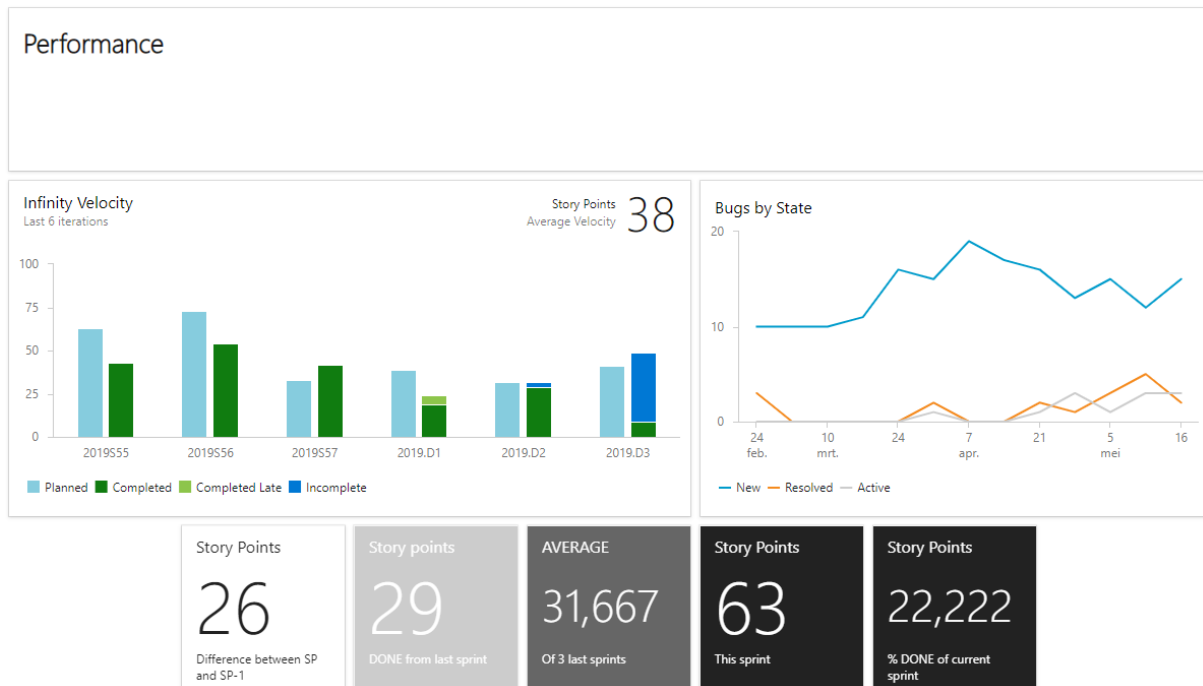 Performance
Infinity Velocity
Last 6 iterations
Story Points
Average Velocity
38
100
75
50
25
0
2019S55
2019S56
2019S57
2019.D1
2019.D2
2019.D3
Planned
Completed
Completed Late
Incomplete
Bugs by State
20
10
0
24
feb.
10
mrt.
24
7
apr.
21
5
mei
16
New
Resolved
Active
Story Points
26
Difference between SP
and SP-1
Story points
29
DONE from last sprint
AVERAGE
31,667
Of 3 last sprints
Story Points
63
This sprint
Story Points
22,222
% DONE of current
sprint